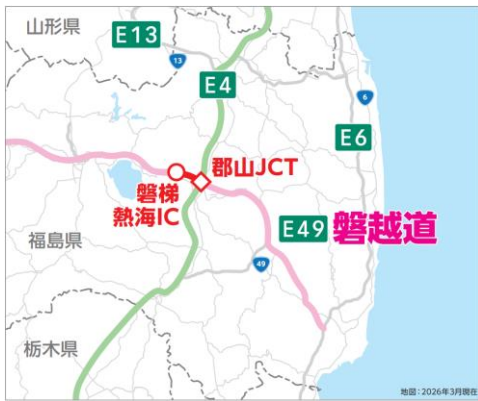 山形県
E13
13
E4
6
E6
郡山JCT
磐梯
熱海IC
E49 磐越道
福島県
49
栃木県
地図:2026年3月現在